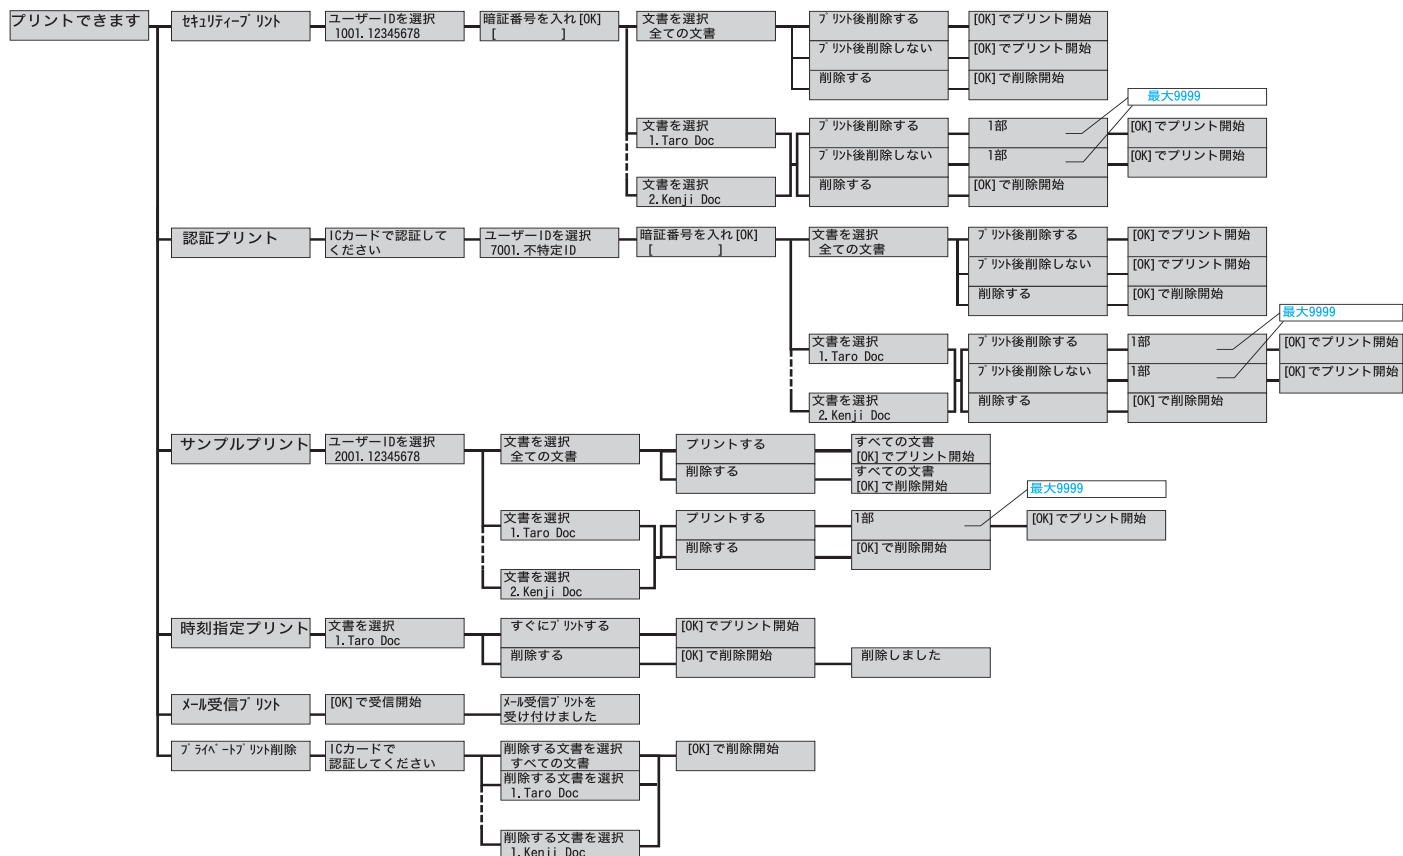 プリントできます
ｾｷｭﾘﾃｨｰﾌﾟﾘﾝﾄ
ユーザーIDを選択
1001.12345678
暗証番号を入れ[OK]
[ ]
文書を選択
全ての文書
ﾌﾟﾘﾝﾄ後削除する
[OK]でプリント開始
ﾌﾟﾘﾝﾄ後削除しない
[OK]でプリント開始
削除する
[OK]で削除開始
最大9999
文書を選択
1.Taro Doc
ﾌﾟﾘﾝﾄ後削除する
1部
[OK]でプリント開始
ﾌﾟﾘﾝﾄ後削除しない
1部
[OK]でプリント開始
文書を選択
2.Kenji Doc
削除する
[OK]で削除開始
認証プリント
ICカードで認証して
ください
ユーザーIDを選択
7001.不特定ID
暗証番号を入れ[OK]
[ ]
文書を選択
全ての文書
ﾌﾟﾘﾝﾄ後削除する
[OK]でプリント開始
ﾌﾟﾘﾝﾄ後削除しない
[OK]でプリント開始
削除する
[OK]で削除開始
最大9999
文書を選択
1.Taro Doc
ﾌﾟﾘﾝﾄ後削除する
1部
[OK]でプリント開始
ﾌﾟﾘﾝﾄ後削除しない
1部
[OK]でプリント開始
文書を選択
2.Kenji Doc
削除する
[OK]で削除開始
サンプルプリント
ユーザーIDを選択
2001.12345678
文書を選択
全ての文書
プリントする
すべての文書
[OK]でプリント開始
削除する
すべての文書
[OK]で削除開始
最大9999
文書を選択
1.Taro Doc
プリントする
1部
[OK]でプリント開始
削除する
[OK]で削除開始
文書を選択
2.Kenji Doc
時刻指定プリント
文書を選択
1.Taro Doc
すぐにﾌﾟﾘﾝﾄする
[OK]でプリント開始
削除する
[OK]で削除開始
削除しました
ﾒｰﾙ受信ﾌﾟﾘﾝﾄ
[OK]で受信開始
ﾒｰﾙ受信ﾌﾟﾘﾝﾄを
受け付けました
ﾌﾟﾗｲﾍﾞｰﾄﾌﾟﾘﾝﾄ削除
ICカードで
認証してください
削除する文書を選択
すべての文書
[OK]で削除開始
削除する文書を選択
1.Taro Doc
削除する文書を選択
1.Kenji Doc